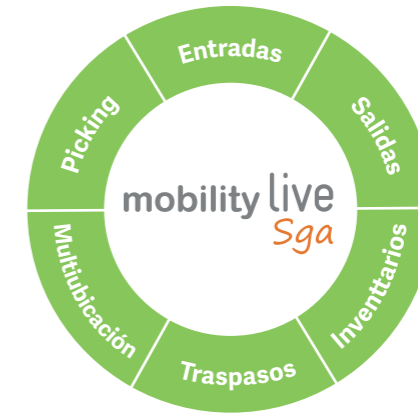 Entradas
Salidas
Inventtarios
Traspasos
Multiubicación
Picking
mobility live
Sga